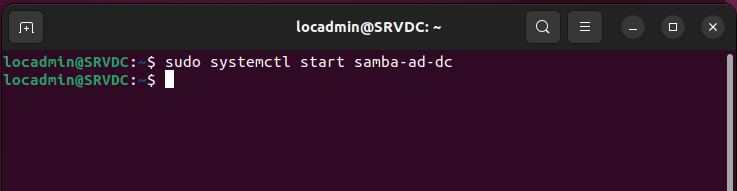 locadmin@SRVDC: ~
locadmin@SRVDC:~$ sudo systemctl start samba-ad-dc
locadmin@SRVDC:~$